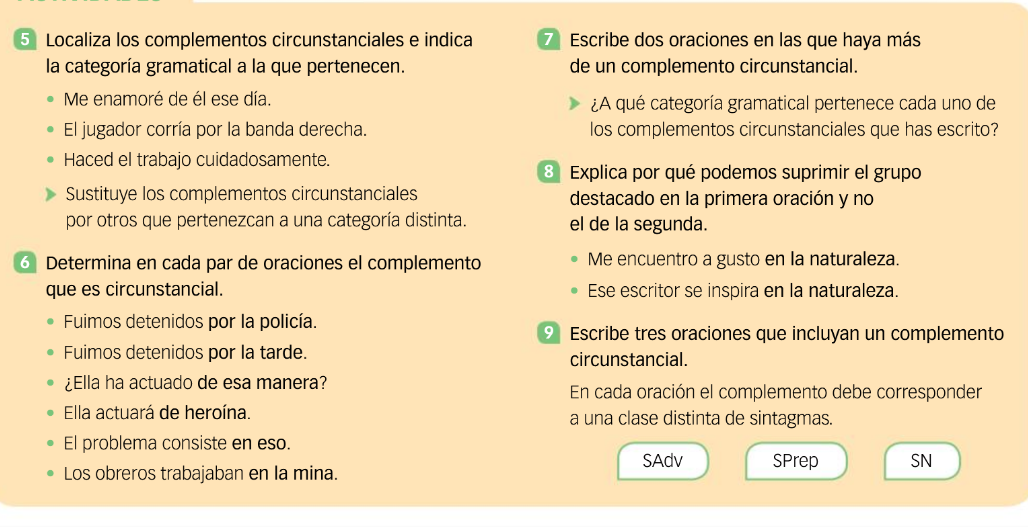 5 Localiza los complementos circunstanciales e indica
la categoría gramatical a la que pertenecen.
• Me enamoré de él ese día.
• El jugador corría por la banda derecha.
• Haced el trabajo cuidadosamente.
Sustituye los complementos circunstanciales
por otros que pertenezcan a una categoría distinta.
6 Determina en cada par de oraciones el complemento
que es circunstancial.
• Fuimos detenidos por la policía.
• Fuimos detenidos por la tarde.
• ¿Ella ha actuado de esa manera?
• Ella actuará de heroína.
• El problema consiste en eso.
• Los obreros trabajaban en la mina.
7 Escribe dos oraciones en las que haya más
de un complemento circunstancial.
¿A qué categoría gramatical pertenece cada uno de
los complementos circunstanciales que has escrito?
8 Explica por qué podemos suprimir el grupo
destacado en la primera oración y no
el de la segunda.
• Me encuentro a gusto en la naturaleza.
• Ese escritor se inspira en la naturaleza.
9 Escribe tres oraciones que incluyan un complemento
circunstancial.
En cada oración el complemento debe corresponder
a una clase distinta de sintagmas.
SAdv SPrep SN